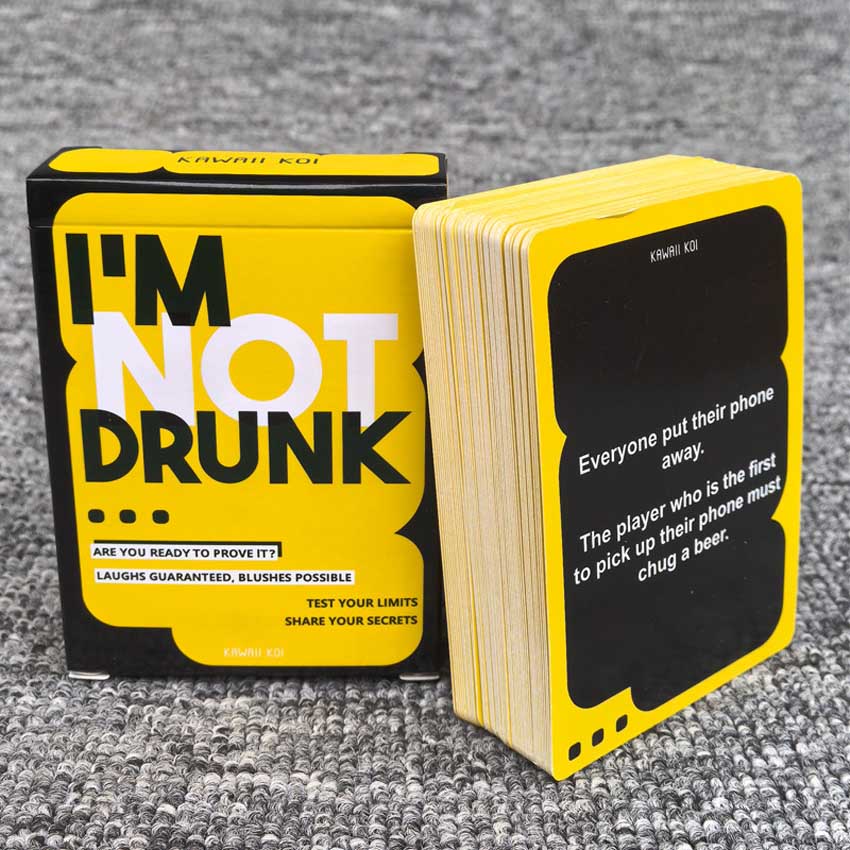 KAWAII KOI
I'M
NOT
DRUNK
...
ARE YOU READY TO PROVE IT?
LAUGHS GUARANTEED, BLUSHES POSSIBLE
TEST YOUR LIMITS
SHARE YOUR SECRETS
KAWAII KOI
KAWAII KOI
Everyone put their phone
away.
The player who is the first
to pick up their phone must
chug a beer.
...